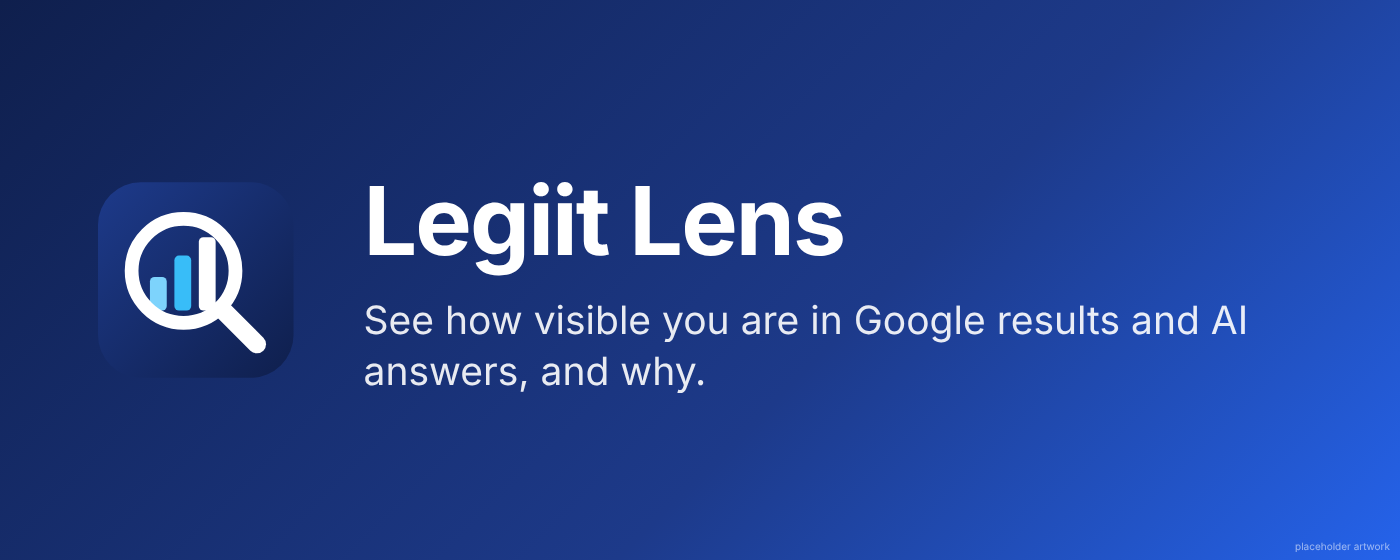 Legiit Lens
See how visible you are in Google results and AI
answers, and why.
placeholder artwork